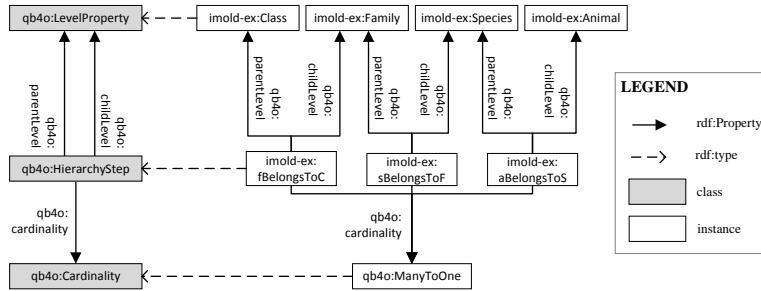 qb4o:LevelProperty
imold-ex:Class
imold-ex:Family
imold-ex:Species
imold-ex:Animal
qb4o:
parentLevel
qb4o:
childLevel
qb4o:
parentLevel
qb4o:
childLevel
qb4o:
parentLevel
qb4o:
childLevel
qb4o:
parentLevel
qb4o:
childLevel
LEGEND
rdf:Property
rdf:type
class
instance
qb4o:HierarchyStep
imold-ex:
fBelongsToC
imold-ex:
sBelongsToF
imold-ex:
aBelongsToS
qb4o:
cardinality
qb4o:
cardinality
qb4o:Cardinality
qb4o:ManyToOne